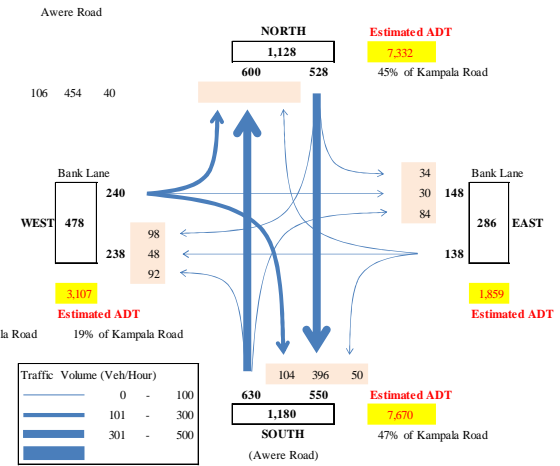 Awere Road
NORTH Estimated ADT
1,128 7,332
600 528 45% of Kampala Road
106 454 40
34
Bank Lane 30 Bank Lane
240 148
84
WEST 478 286 EAST
98
238 48 138
92
3,107 1,859
Estimated ADT Estimated ADT
la Road 19% of Kampala Road
Traffic Volume (Veh/Hour) 104 396 50
0 - 100 630 550 Estimated ADT
101 - 300 1,180 7,670
301 - 500 SOUTH 47% of Kampala Road
(Awere Road)